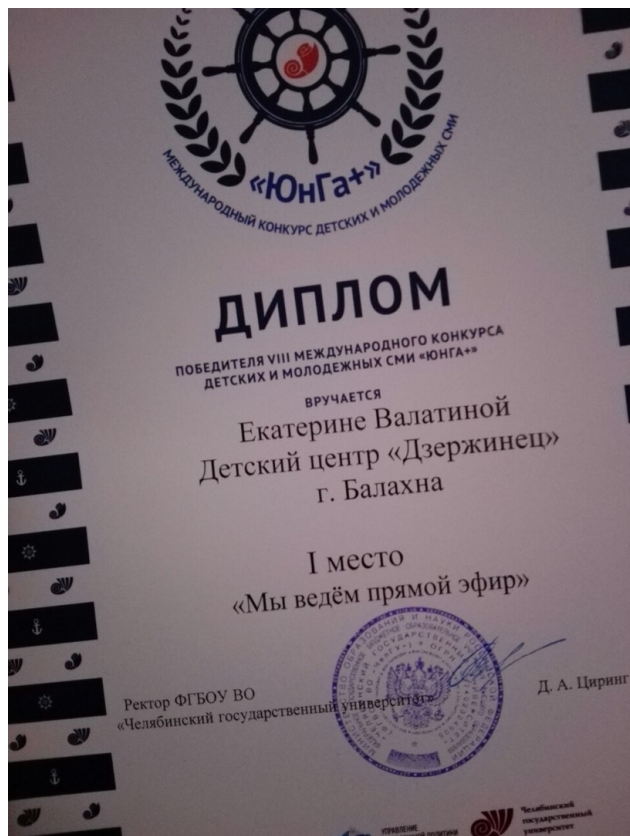 «ЮнГа+»
МЕЖДУНАРОДНЫЙ КОНКУРС ДЕТСКИХ И МОЛОДЕЖНЫХ СМИ
ДИПЛОМ
ПОБЕДИТЕЛЯ VIII МЕЖДУНАРОДНОГО КОНКУРСА
ДЕТСКИХ И МОЛОДЕЖНЫХ СМИ «ЮНГА+»
ВРУЧАЕТСЯ
Екатерине Валатиной
Детский центр «Дзержинец»
г. Балахна
I место
«Мы ведём прямой эфир»
Ректор ФГБОУ ВО
«Челябинский государственный университет»
Д. А. Циринг
УПРАВЛЕНИЕ
Челябинский
государственный
университет